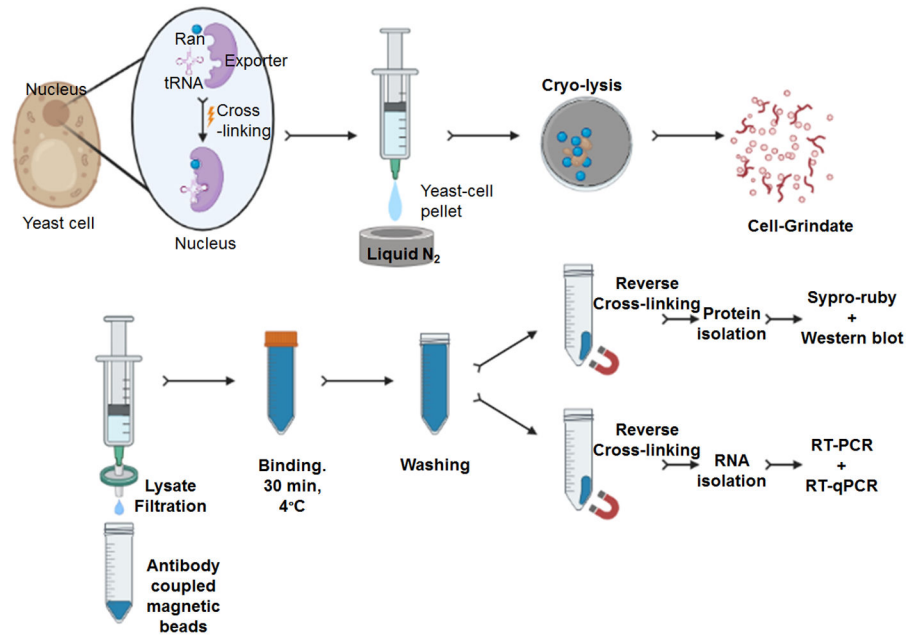 Nucleus
Ran
Exporter
tRNA
Cross
-linking
Yeast cell
Nucleus
Yeast-cell
pellet
Liquid N₂
Cryo-lysis
Cell-Grindate
Lysate
Filtration
Antibody
coupled
magnetic
beads
Binding.
30 min,
4°C
Washing
Reverse
Cross-linking
Protein
isolation
Sypro-ruby
+
Western blot
Reverse
Cross-linking
RNA
isolation
RT-PCR
+
RT-qPCR